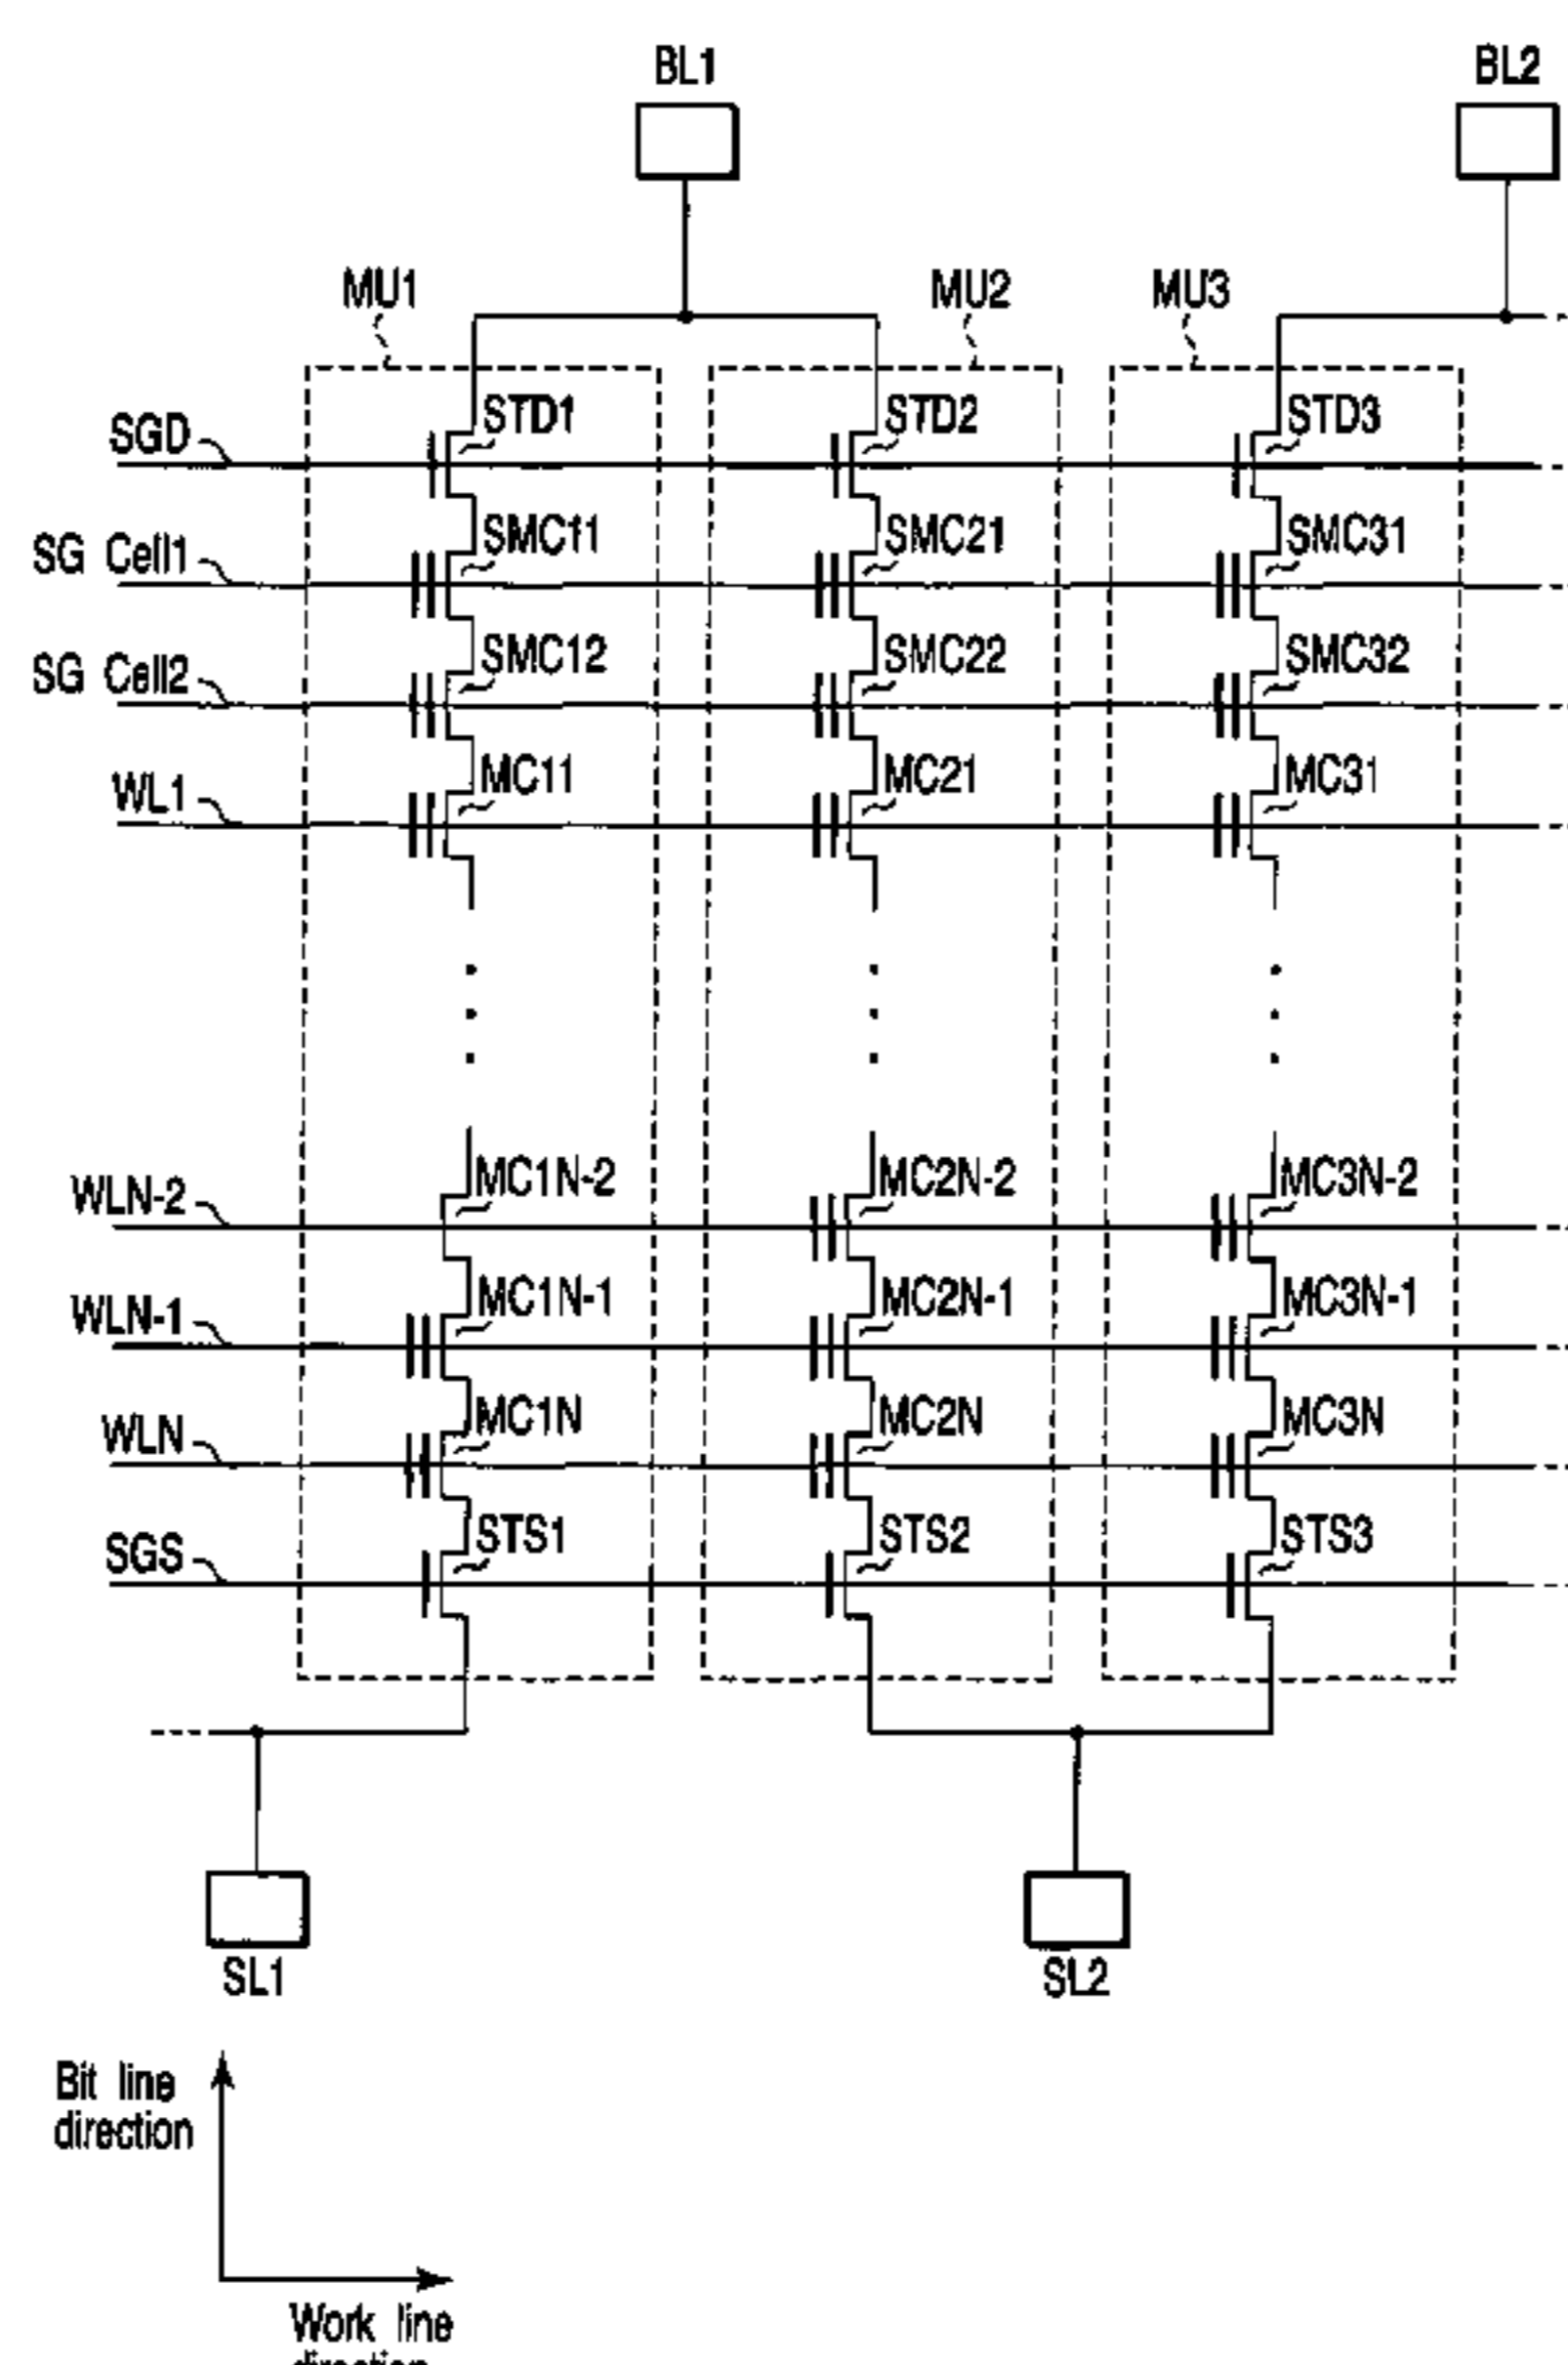 BL1 BL2
MU1 MU2 MU3
SGD STD1 STD2 STD3
SG Cell1 SMC11 SMC21 SMC31
SG Cell2 SMC12 SMC22 SMC32
WL1 MC11 MC21 MC31
WLN-2 MC1N-2 MC2N-2 MC3N-2
WLN-1 MC1N-1 MC2N-1 MC3N-1
WLN MC1N MC2N MC3N
SGS STS1 STS2 STS3
SL1 SL2
Bit line
direction
Work line
direction